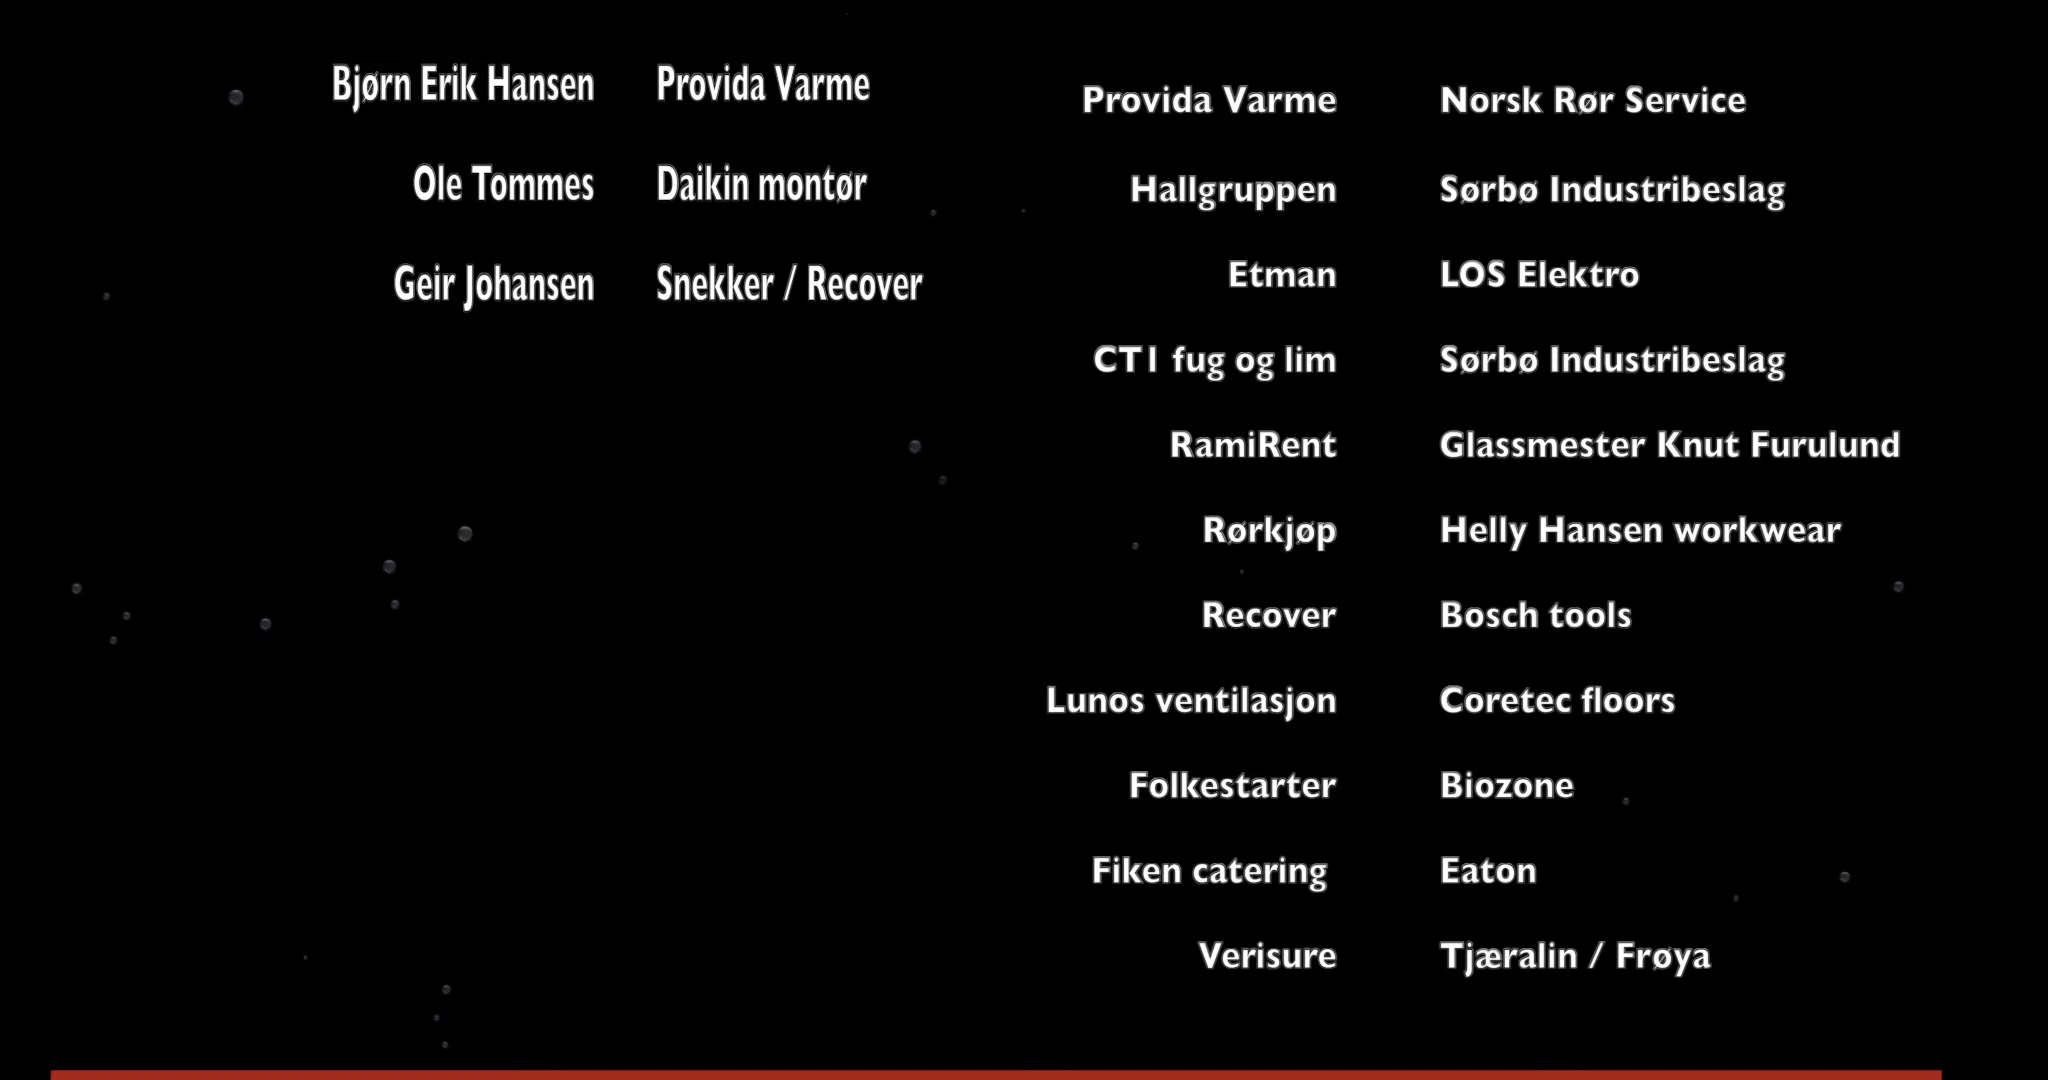 Bjørn Erik Hansen Provida Varme
Ole Tommes Daikin montør
Geir Johansen Snekker / Recover
Provida Varme Norsk Rør Service
Hallgruppen Sørbø Industribeslag
Etman LOS Elektro
CT1 fug og lim Sørbø Industribeslag
RamiRent Glassmester Knut Furulund
Rørkjøp Helly Hansen workwear
Recover Bosch tools
Lunos ventilasjon Coretec floors
Folkestarter Biozone
Fiken catering Eaton
Verisure Tjæralin / Frøya